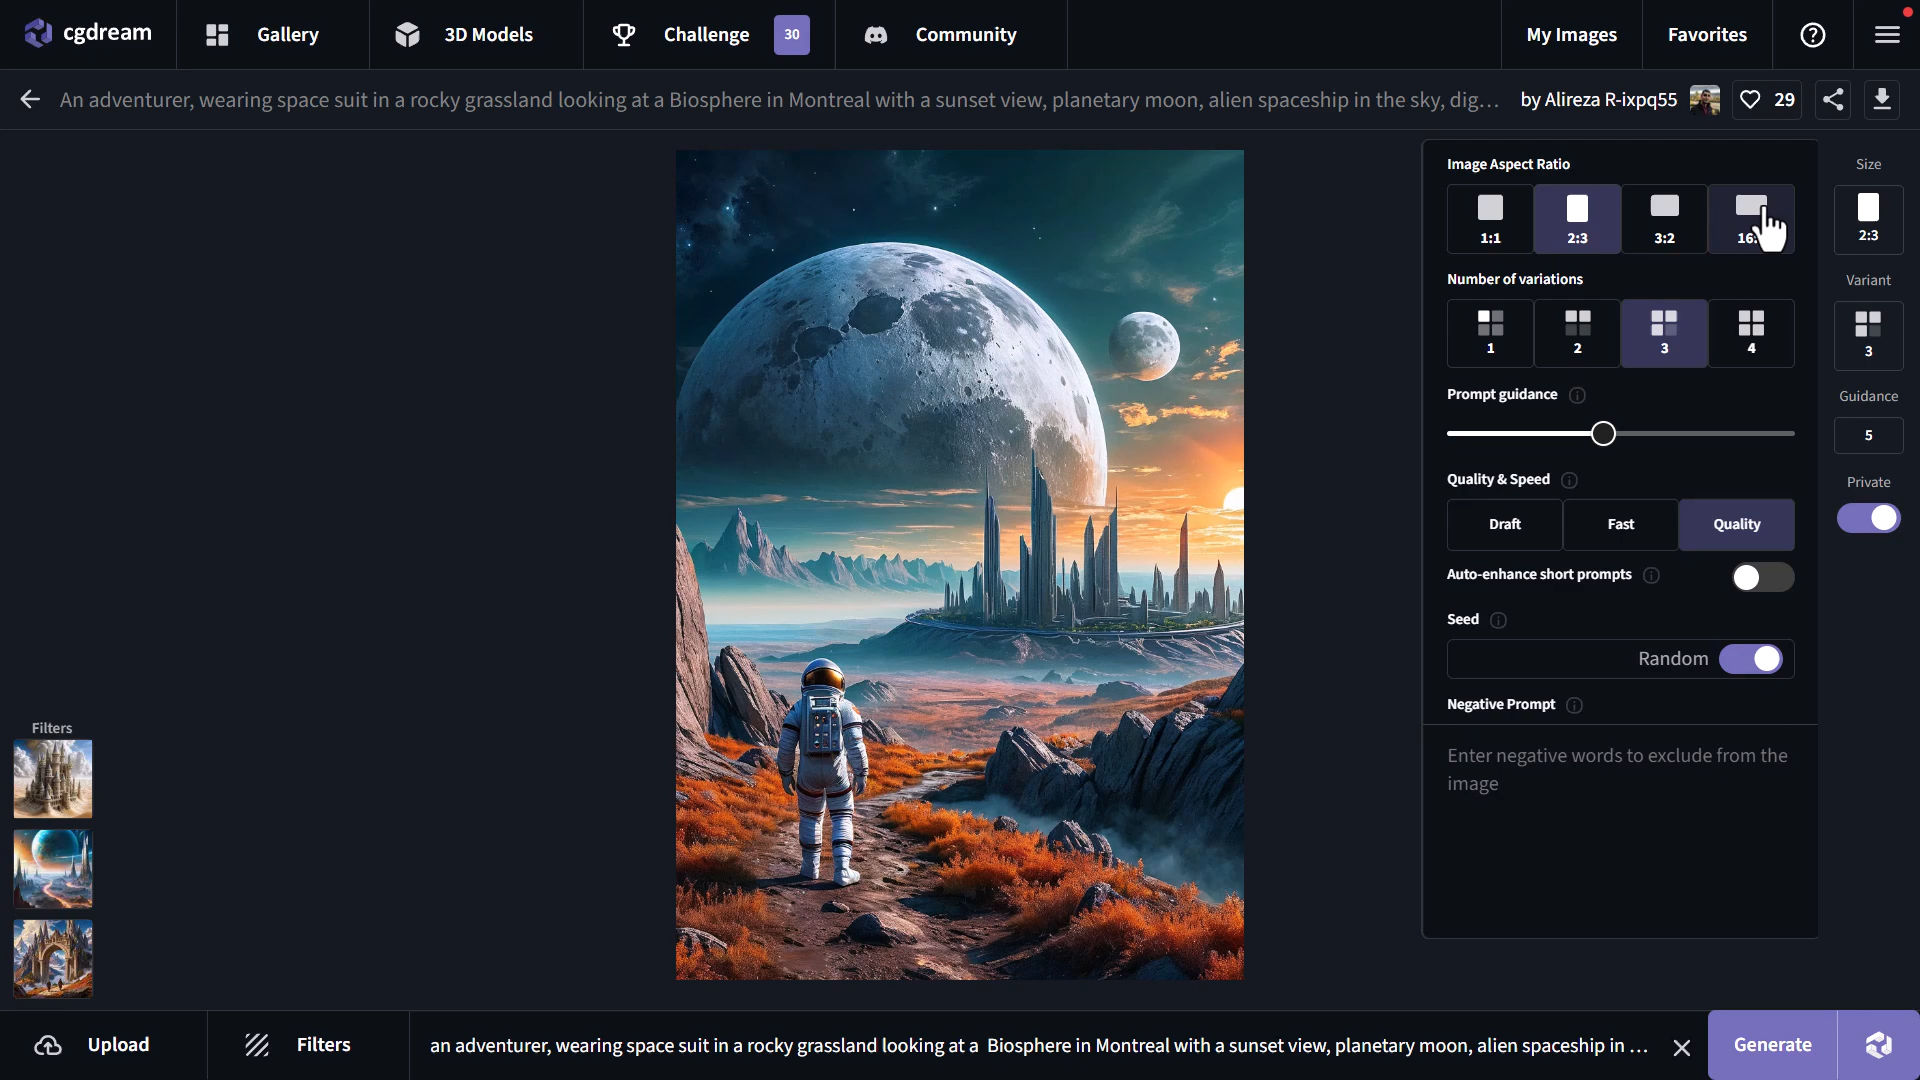 cgdream
Gallery
3D Models
Challenge
30
Community
My Images
Favorites
An adventurer, wearing space suit in a rocky grassland looking at a Biosphere in Montreal with a sunset view, planetary moon, alien spaceship in the sky, dig...
by Alireza R-ixpq55
29
Image Aspect Ratio
1:1
2:3
3:2
Number of variations
1
2
3
4
Prompt guidance
Quality & Speed
Draft
Fast
Quality
Auto-enhance short prompts
Seed
Random
Negative Prompt
Enter negative words to exclude from the
image
Size
2:3
Variant
3
Guidance
5
Private
Filters
Upload
Filters
an adventurer, wearing space suit in a rocky grassland looking at a Biosphere in Montreal with a sunset view, planetary moon, alien spaceship in ...
Generate